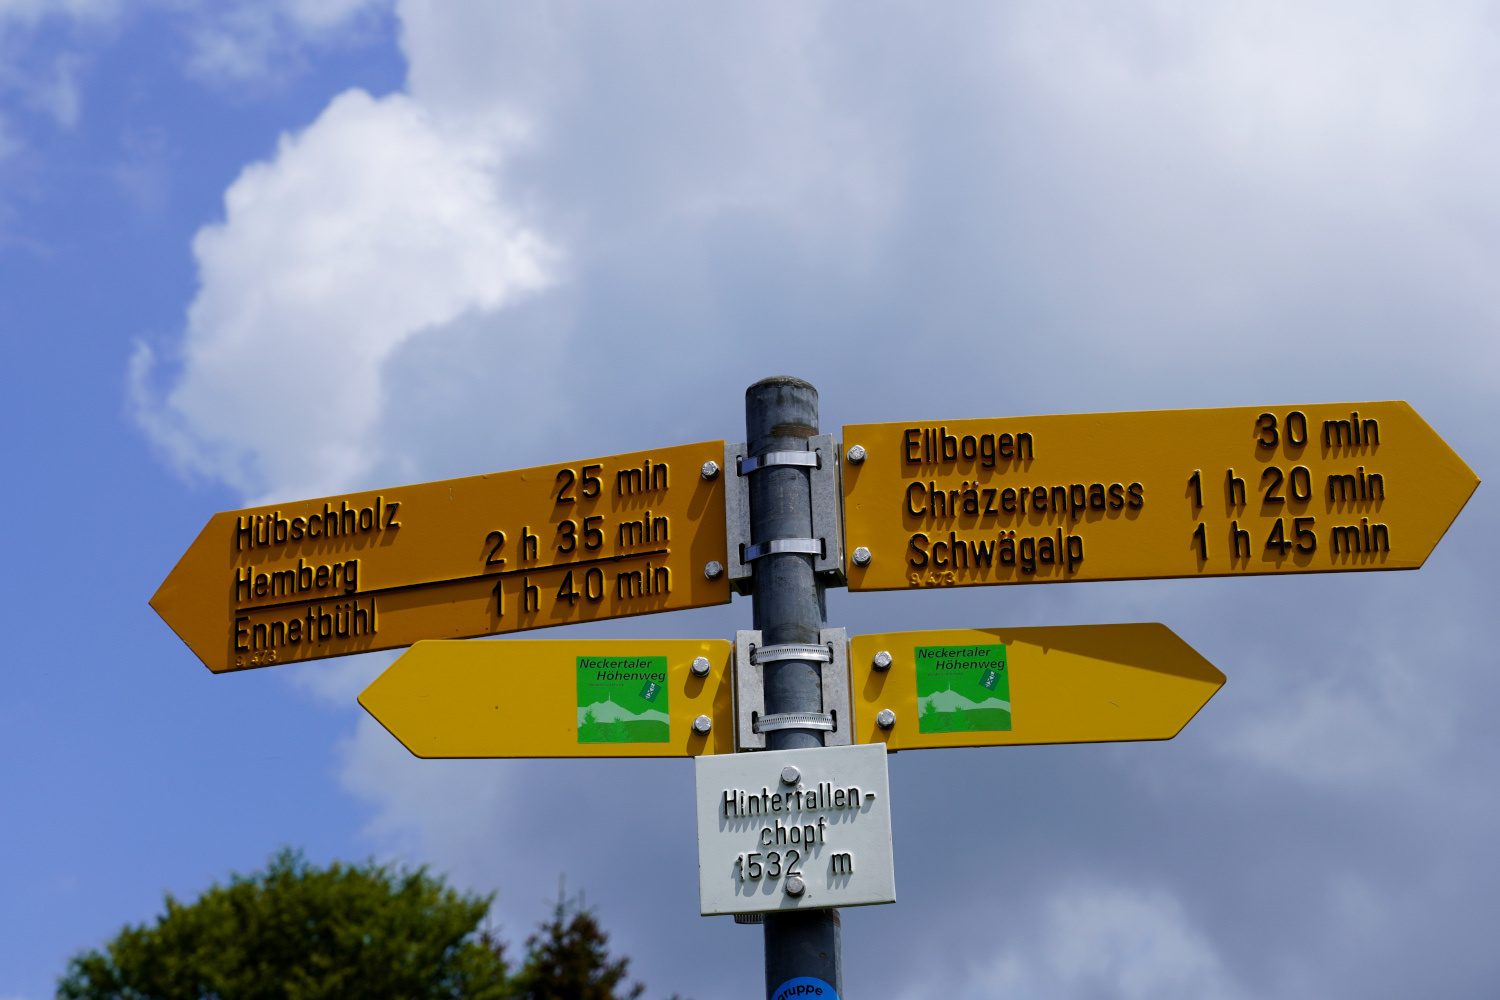 Hübschholz 25 min
Hemberg 2 h 35 min
Ennetbühl 1 h 40 min
Ellbogen 30 min
Chräzerenpass 1 h 20 min
Schwägalp 1 h 45 min
Neckertaler
Höhenweg
Neckertaler
Höhenweg
Hinterfallen-
chopf
1532 m